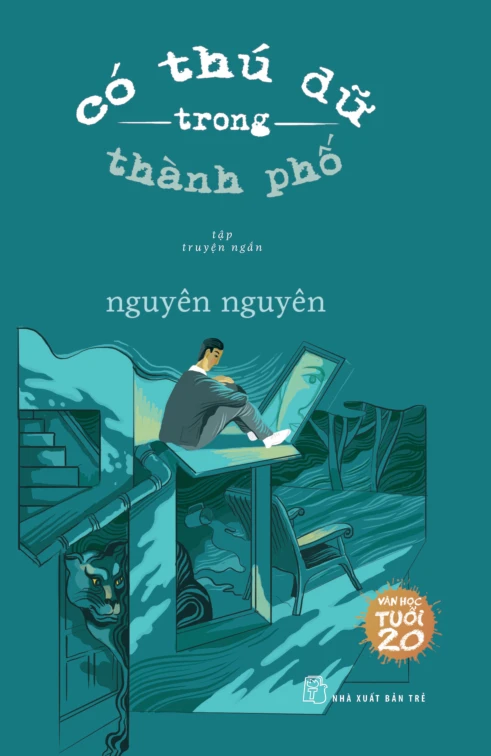 có thú dữ
trong
thành phố
tập
truyện ngắn
nguyên nguyên
VĂN HỌC
TUỔI
20
NHÀ XUẤT BẢN TRẺ